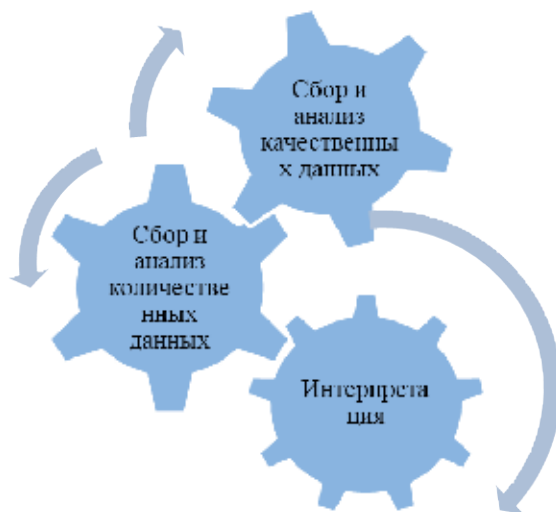 Сбор и
анализ
качественны
х данных
Сбор и
анализ
количестве
нных
данных
Интерпрета
ция